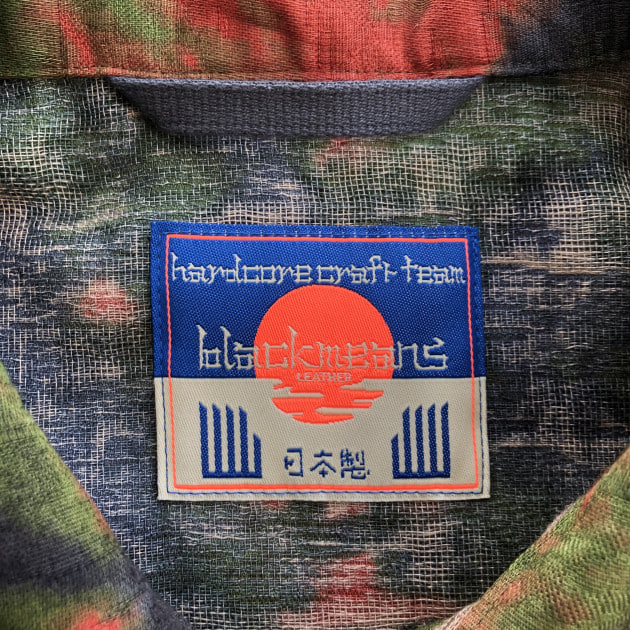 hardcore craft team
blackmeans
LEATHER
日本製